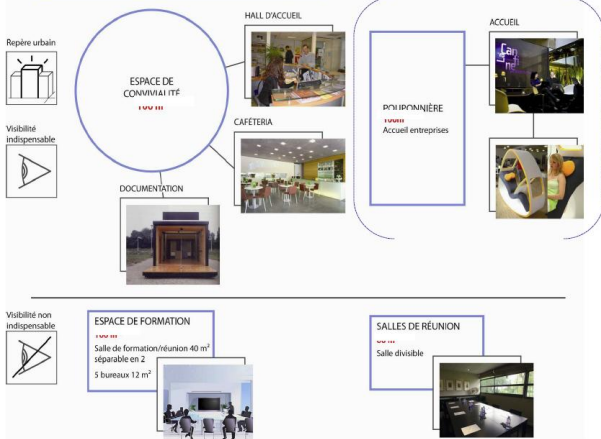 HALL D'ACCUEIL
ACCUEIL
Repère urbain
ESPACE DE
CONVIVIALITÉ
POUPONNIÈRE
Accueil entreprises
Visibilité
indispensable
CAFÉTERIA
DOCUMENTATION
Visibilité non
indispensable
ESPACE DE FORMATION
Salle de formation/réunion 40 m²
séparable en 2
5 bureaux 12 m²
SALLES DE RÉUNION
Salle divisible